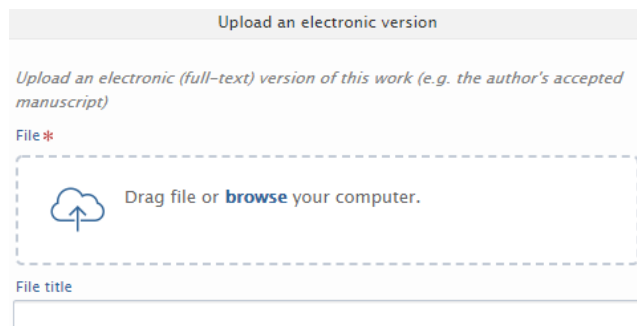 Upload an electronic version
Upload an electronic (full-text) version of this work (e.g. the author's accepted
manuscript)
File*
Drag file or browse your computer.
File title